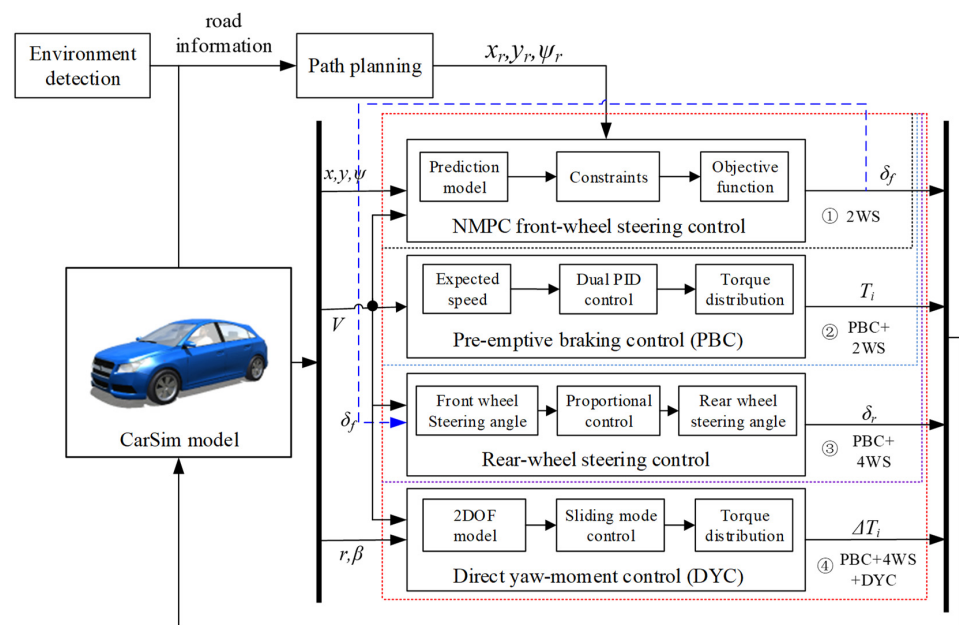 road
information
Environment
detection
Path planning
x_r,y_r,ψ_r
x,y,ψ
Prediction
model
Constraints
Objective
function
δ_f
NMPC front-wheel steering control
① 2WS
Expected
speed
Dual PID
control
Torque
distribution
T_i
V
Pre-emptive braking control (PBC)
② PBC+
2WS
Front wheel
Steering angle
Proportional
control
Rear wheel
steering angle
δ_f
δ_r
CarSim model
Rear-wheel steering control
③ PBC+
4WS
2DOF
model
Sliding mode
control
Torque
distribution
ΔT_i
r,β
Direct yaw-moment control (DYC)
④ PBC+4WS
+DYC